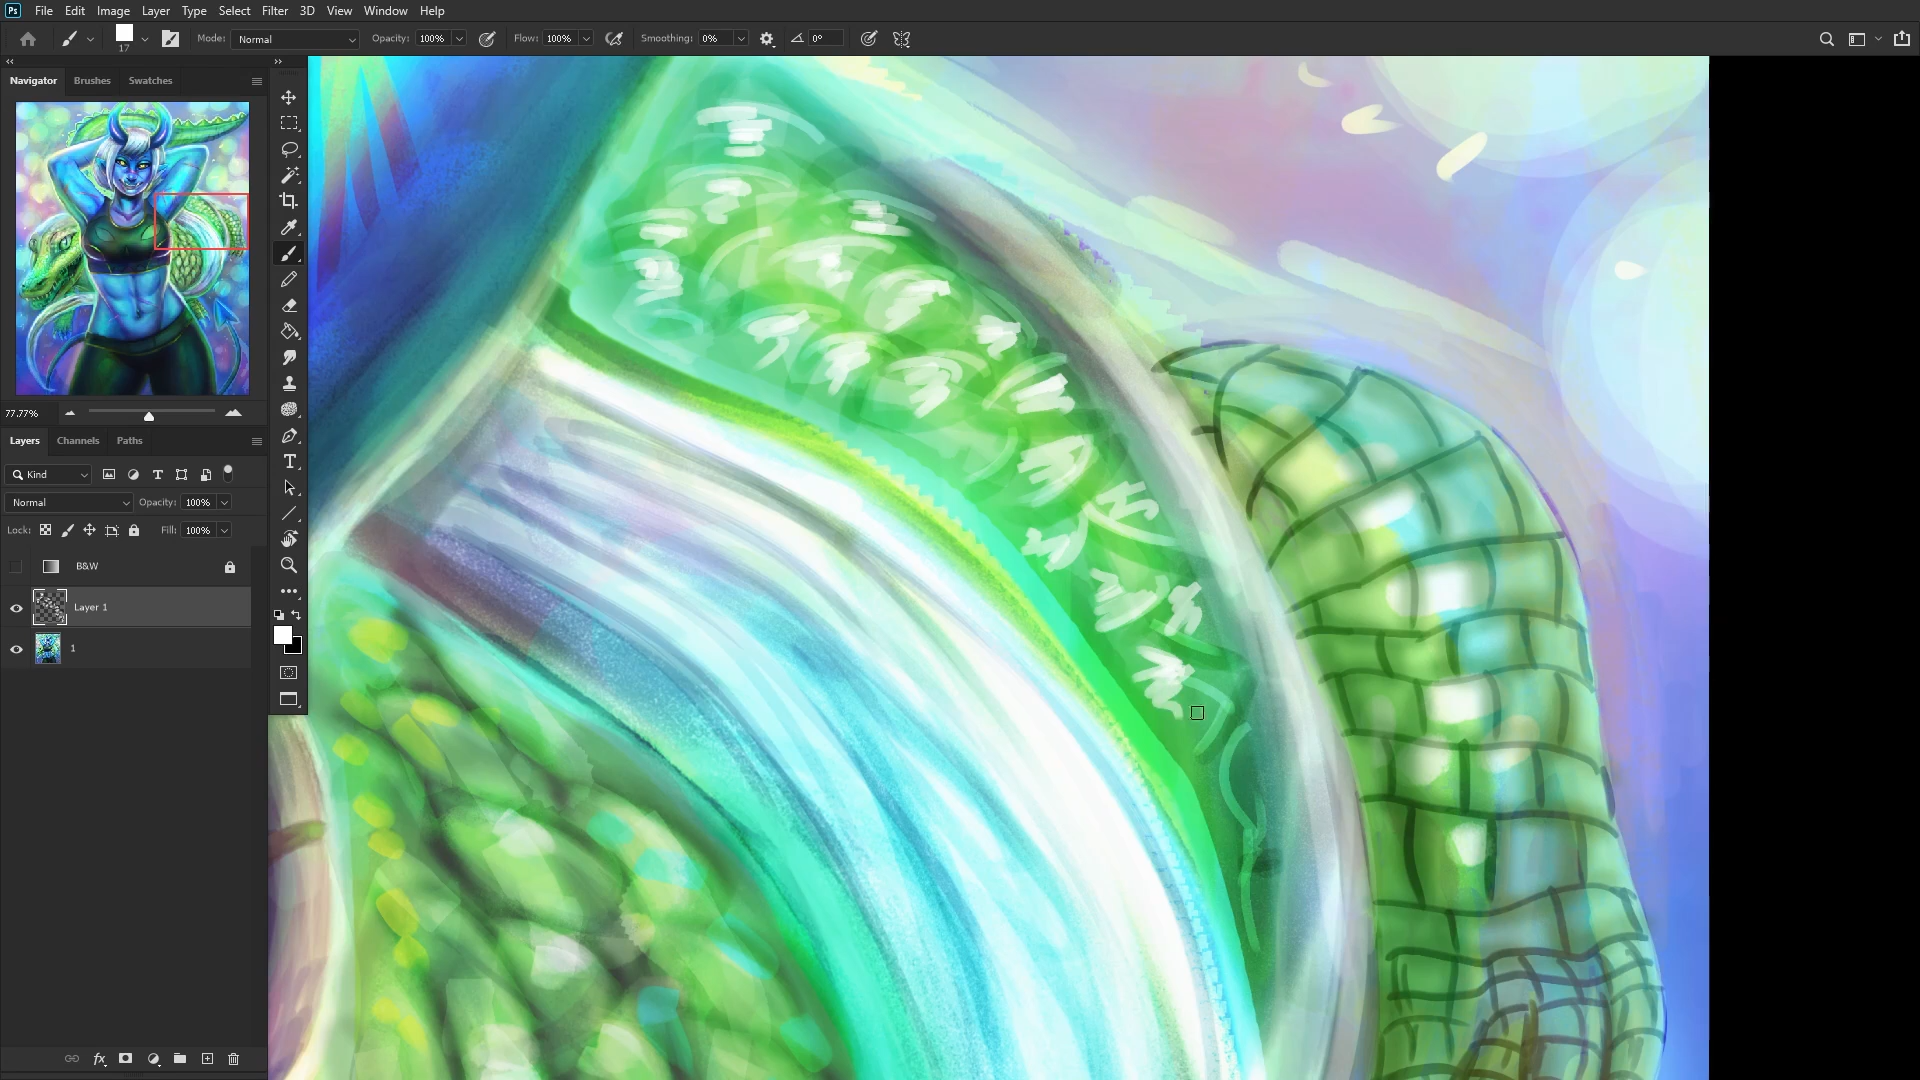 Ps File Edit Image Layer Type Select Filter 3D View Window Help
17 Mode: Normal Opacity: 100% Flow: 100% Smoothing: 0% 0°
Navigator Brushes Swatches
77.77%
Layers Channels Paths
Kind
Normal Opacity: 100%
Lock: Fill: 100%
B&W
Layer 1
1